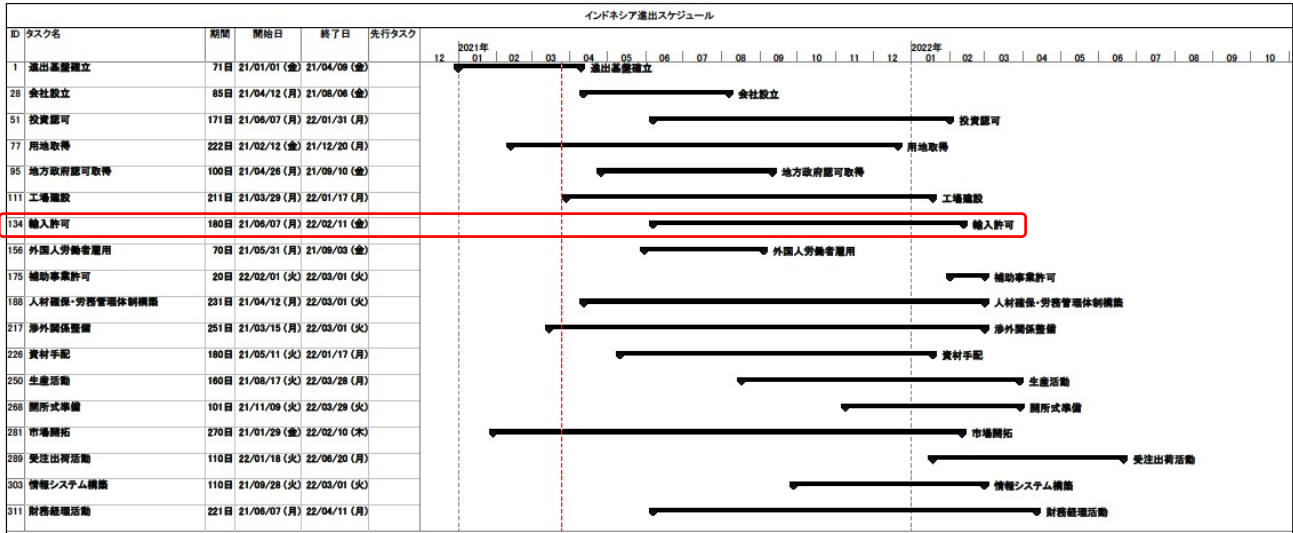 インドネシア進出スケジュール
ID タスク名 期間 開始日 終了日 先行タスク
2021年 2022年
12 01 02 03 04 05 06 07 08 09 10 11 12 01 02 03 04 05 06 07 08 09 10
1 進出基盤確立 71日 21/01/01 (金) 21/04/09 (金) 進出基盤確立
28 会社設立 85日 21/04/12 (月) 21/08/06 (金) 会社設立
51 投資認可 171日 21/06/07 (月) 22/01/31 (月) 投資認可
77 用地取得 222日 21/02/12 (金) 21/12/20 (月) 用地取得
95 地方政府認可取得 100日 21/04/26 (月) 21/09/10 (金) 地方政府認可取得
111 工場建設 211日 21/03/29 (月) 22/01/17 (月) 工場建設
134 輸入許可 180日 21/06/07 (月) 22/02/11 (金) 輸入許可
156 外国人労働者雇用 70日 21/05/31 (月) 21/09/03 (金) 外国人労働者雇用
175 補助事業許可 20日 22/02/01 (火) 22/03/01 (火) 補助事業許可
188 人材確保・労務管理体制構築 231日 21/04/12 (月) 22/03/01 (火) 人材確保・労務管理体制構築
217 渉外関係整備 251日 21/03/15 (月) 22/03/01 (火) 渉外関係整備
226 資材手配 180日 21/05/11 (火) 22/01/17 (月) 資材手配
250 生産活動 160日 21/08/17 (火) 22/03/28 (月) 生産活動
268 開所式準備 101日 21/11/09 (火) 22/03/29 (火) 開所式準備
281 市場開拓 270日 21/01/29 (金) 22/02/10 (木) 市場開拓
289 受注出荷活動 110日 22/01/18 (火) 22/06/20 (月) 受注出荷活動
303 情報システム構築 110日 21/09/28 (火) 22/03/01 (火) 情報システム構築
311 財務経理活動 221日 21/06/07 (月) 22/04/11 (月) 財務経理活動